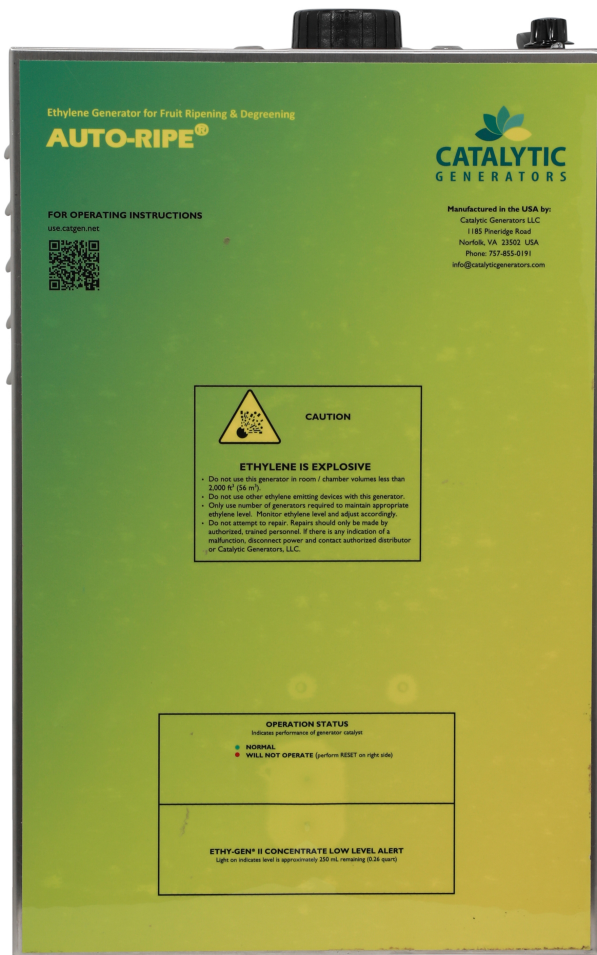 Ethylene Generator for Fruit Ripening & Degreening
AUTO-RIPE®
CATALYTIC
GENERATORS
FOR OPERATING INSTRUCTIONS
use.catgen.net
Manufactured in the USA by:
Catalytic Generators LLC
1185 Pineridge Road
Norfolk, VA 23502 USA
Phone: 757-855-0191
info@catalyticgenerators.com
CAUTION
ETHYLENE IS EXPLOSIVE
• Do not use this generator in room / chamber volumes less than
2,000 ft³ (56 m³).
• Do not use other ethylene emitting devices with this generator.
• Only use number of generators required to maintain appropriate
ethylene level. Monitor ethylene level and adjust accordingly.
• Do not attempt to repair. Repairs should only be made by
authorized, trained personnel. If there is any indication of a
malfunction, disconnect power and contact authorized distributor
or Catalytic Generators, LLC.
OPERATION STATUS
Indicates performance of generator catalyst
NORMAL
WILL NOT OPERATE (perform RESET on right side)
ETHY-GEN® II CONCENTRATE LOW LEVEL ALERT
Light on indicates level is approximately 250 mL remaining (0.26 quart)